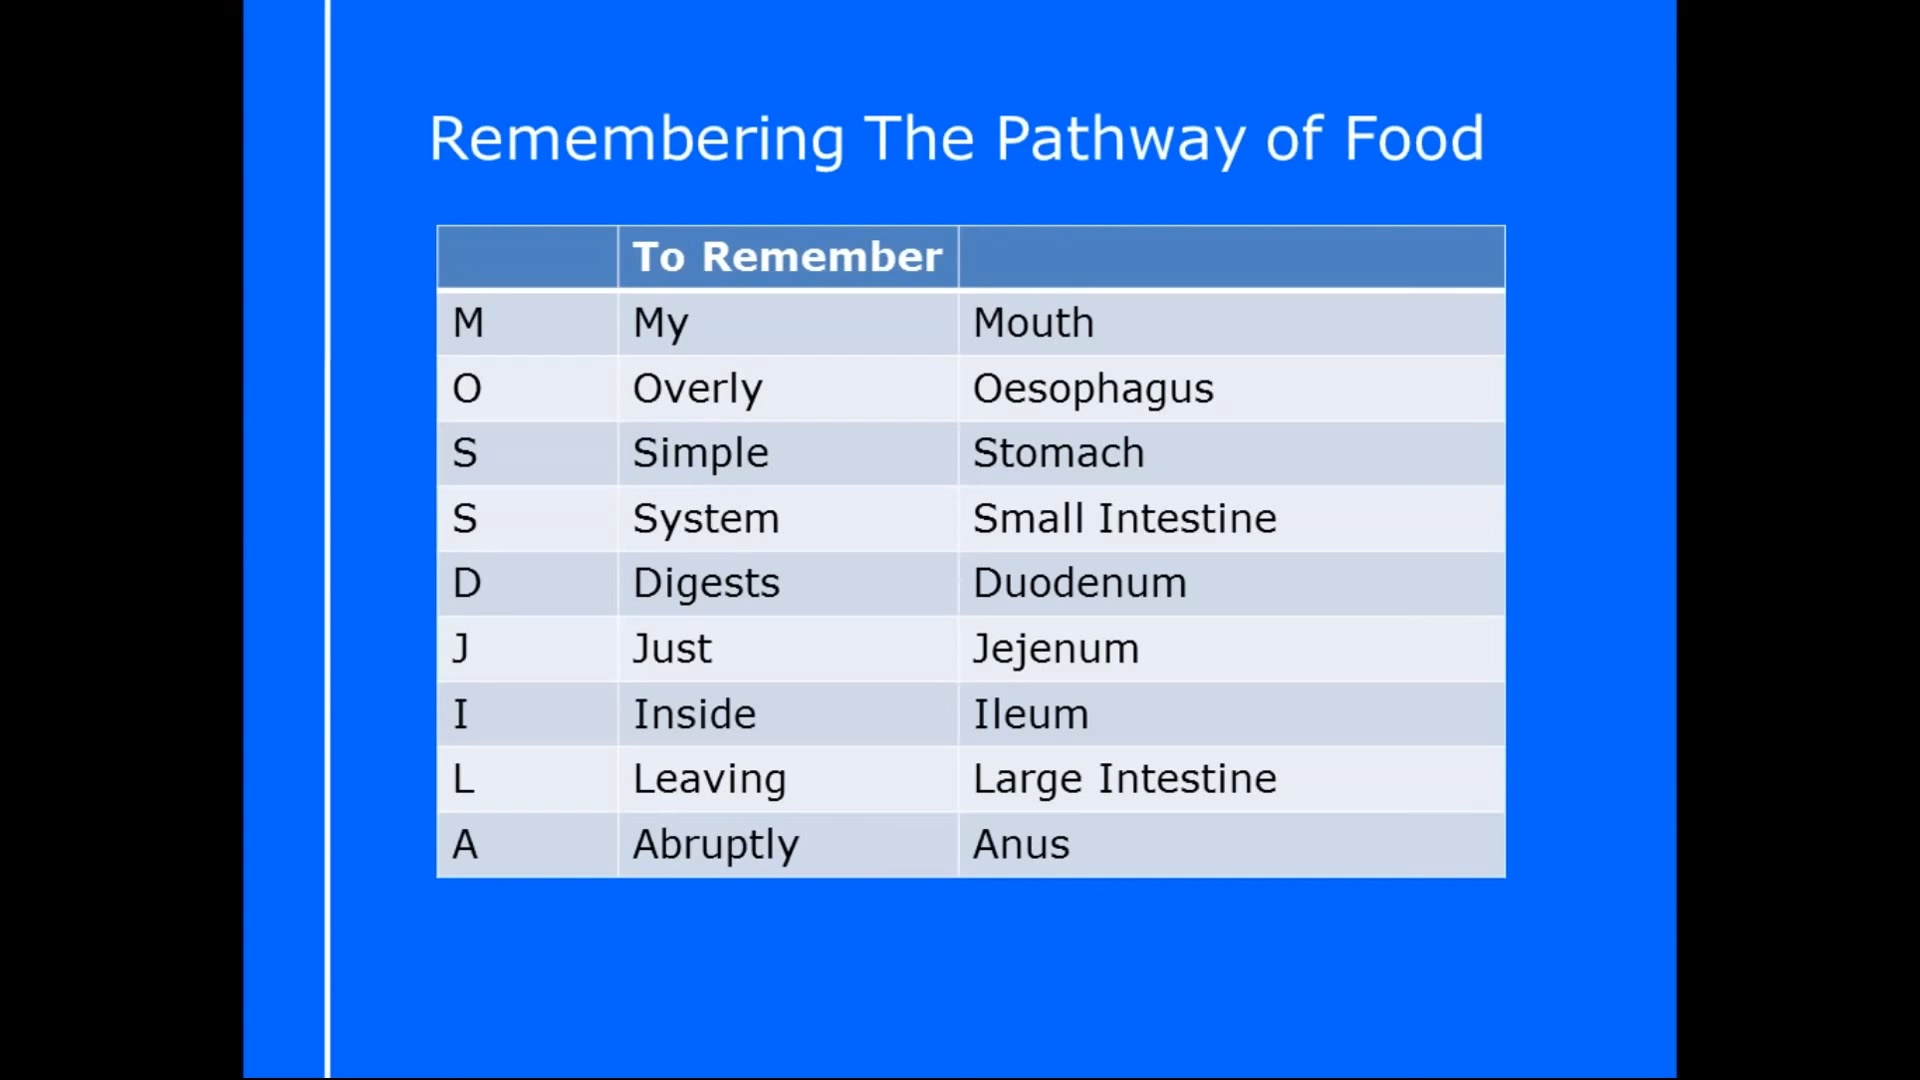 Remembering The Pathway of Food
To Remember
M My Mouth
O Overly Oesophagus
S Simple Stomach
S System Small Intestine
D Digests Duodenum
J Just Jejenum
I Inside Ileum
L Leaving Large Intestine
A Abruptly Anus